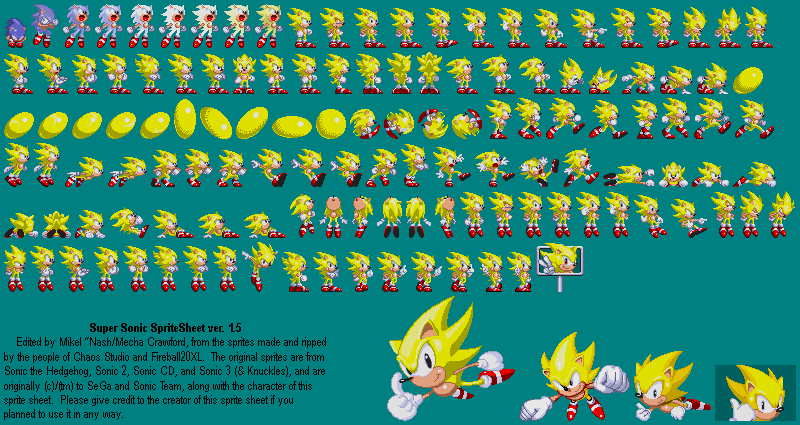 Super Sonic SpriteSheet ver. 1.5
Edited by Mikel "Nash/Mecha Crawford, from the sprites made and ripped
by the people of Chaos Studio and Fireball20XL. The original sprites are from
Sonic the Hedgehog, Sonic 2, Sonic CD, and Sonic 3 (& Knuckles), and are
originally (c)/(tm) to SeGa and Sonic Team, along with the character of this
sprite sheet. Please give credit to the creator of this sprite sheet if you
planned to use it in any way.